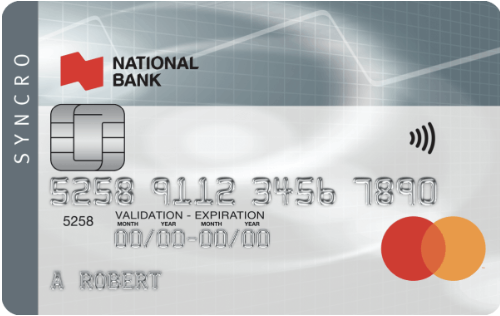 SYNCRO
NATIONAL
BANK
5258 9112 3456 7890
5258
VALIDATION - EXPIRATION
MONTH YEAR MONTH YEAR
00/00-00/00
A ROBERT